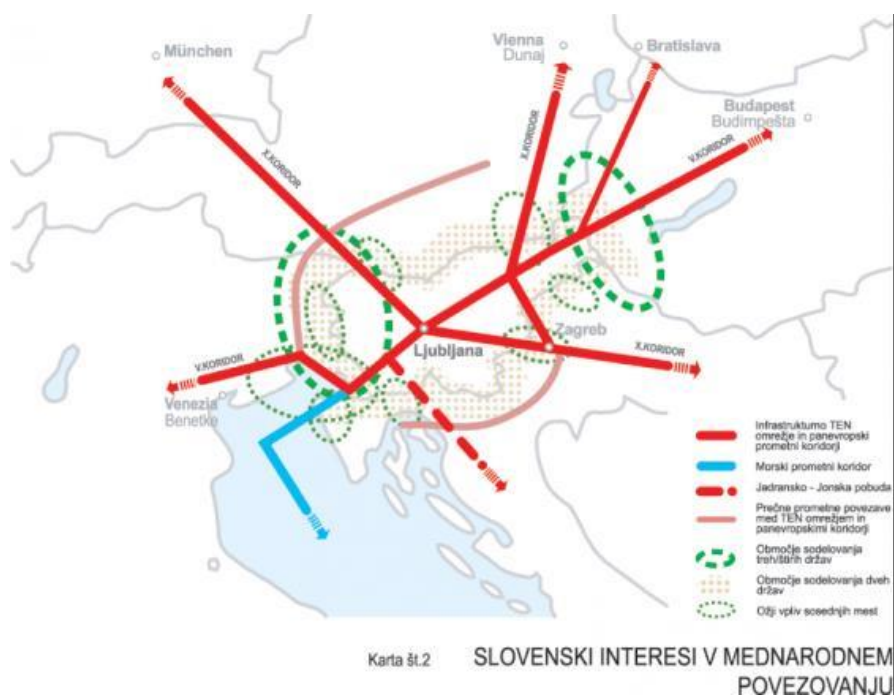 München
Vienna
Dunaj
Bratislava
Budapest
Budimpešta
X.KORIDOR
X.KORIDOR
V.KORIDOR
Zagreb
Ljubljana
X.KORIDOR
V.KORIDOR
Venezia
Benetke
Infrastrukturno TEN
omrežje in panevropski
prometni koridorji
Morski prometni koridor
Jadransko - Jonska pobuda
Prečne prometne povezave
med TEN omrežjem in
panevropskimi koridorji
Območje sodelovanja
treh/štirih držav
Območje sodelovanja dveh
držav
Ožji vpliv sosednjih mest
Karta št.2
SLOVENSKI INTERESI V MEDNARODNEM
POVEZOVANJU